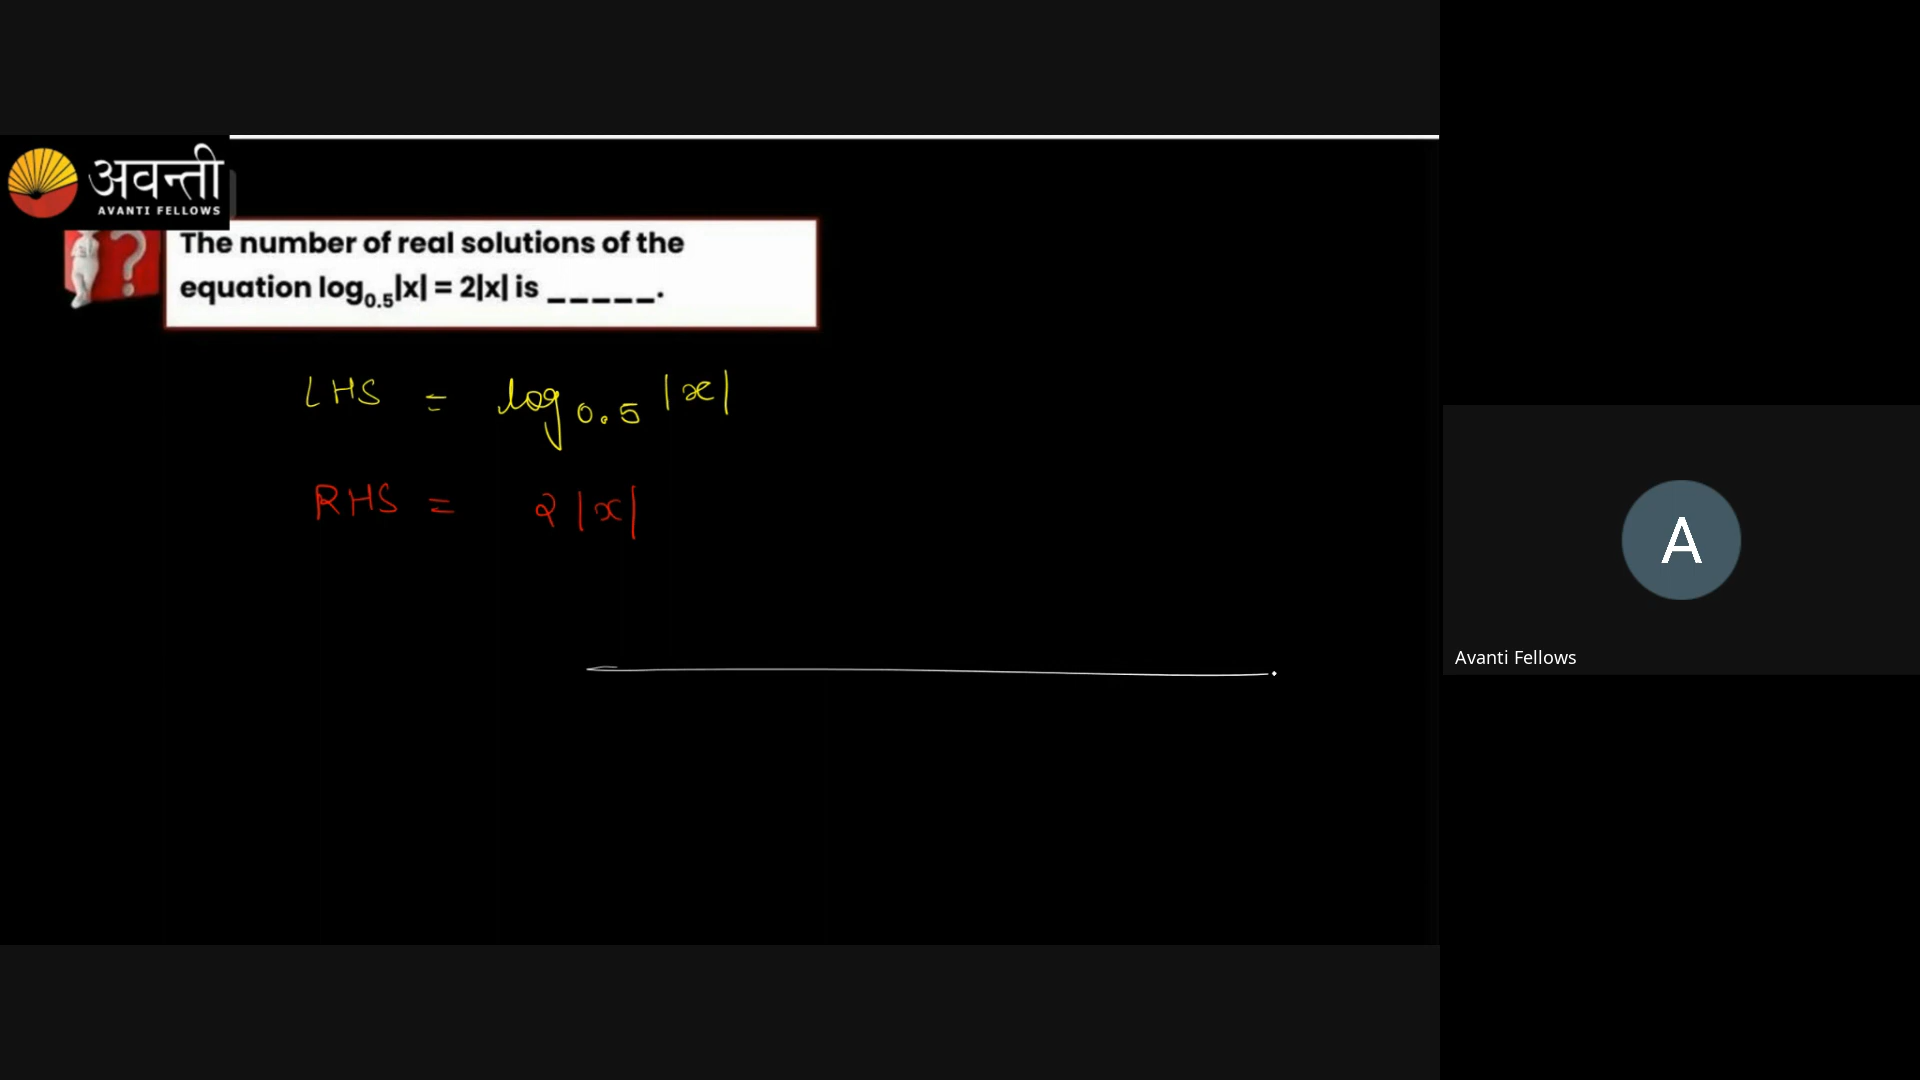 अवन्ती
AVANTI FELLOWS
The number of real solutions of the
equation log₀.₅|x| = 2|x| is _____.
LHS = log₀.₅ |x|
RHS = 2|x|
A
Avanti Fellows